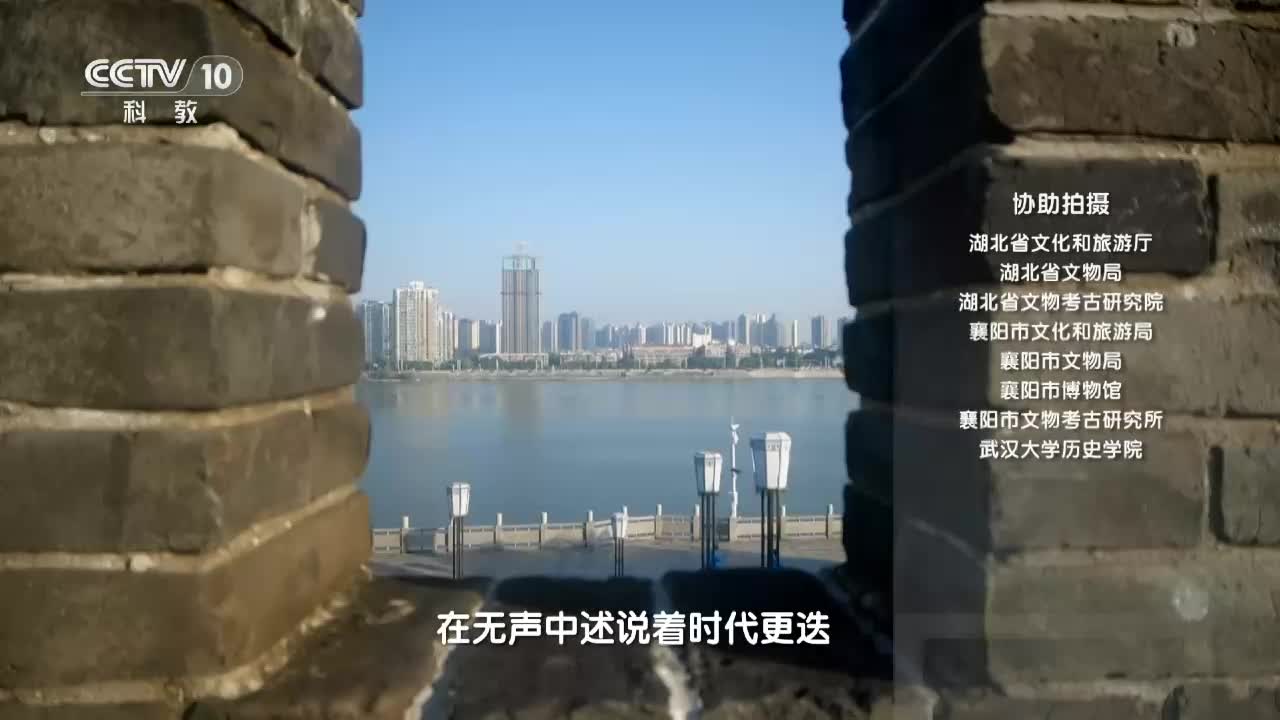 CCTV 10
科教
协助拍摄
湖北省文化和旅游厅
湖北省文物局
湖北省文物考古研究院
襄阳市文化和旅游局
襄阳市文物局
襄阳市博物馆
襄阳市文物考古研究所
武汉大学历史学院
在无声中述说着时代更迭